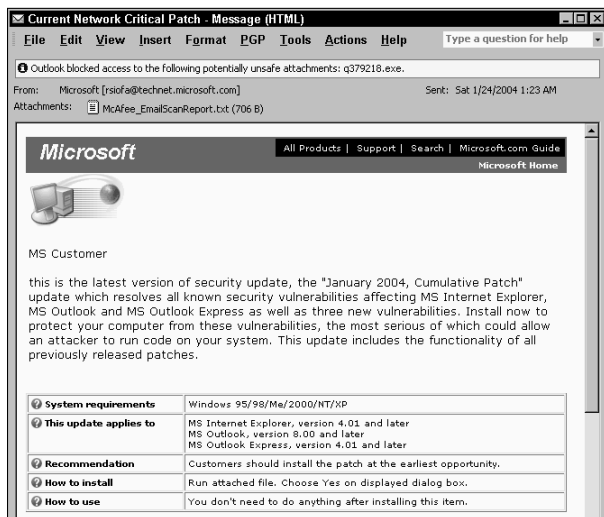 Current Network Critical Patch - Message (HTML)
File Edit View Insert Format PGP Tools Actions Help Type a question for help
Outlook blocked access to the following potentially unsafe attachments: q379218.exe.
From: Microsoft [rsiofa@technet.microsoft.com] Sent: Sat 1/24/2004 1:23 AM
Attachments: McAfee_EmailScanReport.txt (706 B)
Microsoft All Products | Support | Search | Microsoft.com Guide
Microsoft Home
MS Customer
this is the latest version of security update, the "January 2004, Cumulative Patch"
update which resolves all known security vulnerabilities affecting MS Internet Explorer,
MS Outlook and MS Outlook Express as well as three new vulnerabilities. Install now to
protect your computer from these vulnerabilities, the most serious of which could allow
an attacker to run code on your system. This update includes the functionality of all
previously released patches.
System requirements Windows 95/98/Me/2000/NT/XP
This update applies to MS Internet Explorer, version 4.01 and later
MS Outlook, version 8.00 and later
MS Outlook Express, version 4.01 and later
Recommendation Customers should install the patch at the earliest opportunity.
How to install Run attached file. Choose Yes on displayed dialog box.
How to use You don't need to do anything after installing this item.